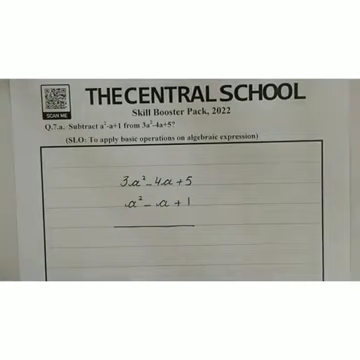 SCAN ME
THE CENTRAL SCHOOL
Skill Booster Pack, 2022
Q.7.a. Subtract a²-a+1 from 3a²-4a+5?
(SLO: To apply basic operations on algebraic expression)
3a²-4a+5
a²-a+1